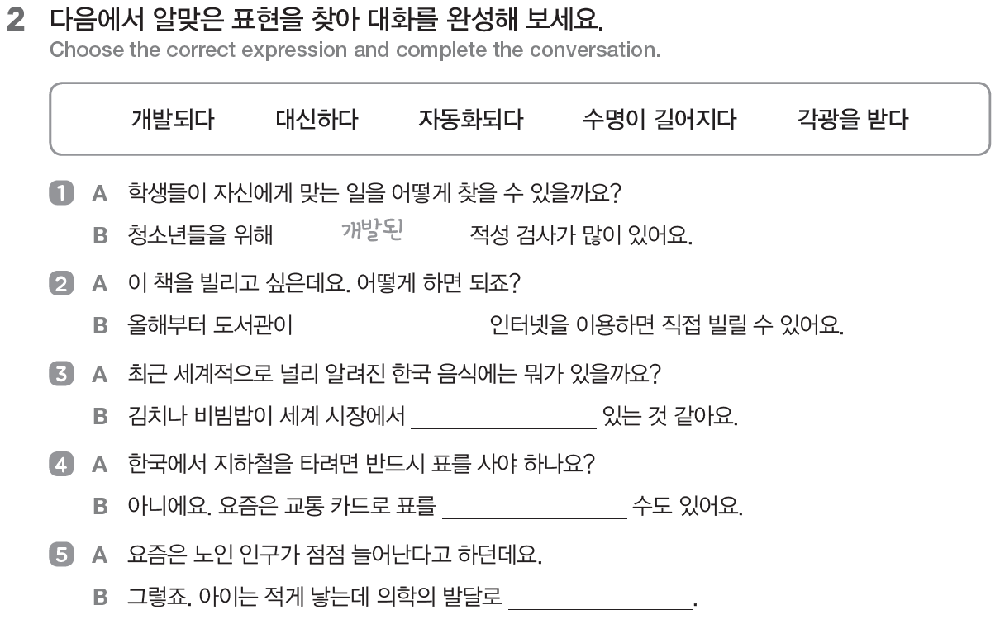 2 다음에서 알맞은 표현을 찾아 대화를 완성해 보세요.
Choose the correct expression and complete the conversation.
개발되다 대신하다 자동화되다 수명이 길어지다 각광을 받다
1 A 학생들이 자신에게 맞는 일을 어떻게 찾을 수 있을까요?
B 청소년들을 위해 개발된 적성 검사가 많이 있어요.
2 A 이 책을 빌리고 싶은데요. 어떻게 하면 되죠?
B 올해부터 도서관이 ____________ 인터넷을 이용하면 직접 빌릴 수 있어요.
3 A 최근 세계적으로 널리 알려진 한국 음식에는 뭐가 있을까요?
B 김치나 비빔밥이 세계 시장에서 ____________ 있는 것 같아요.
4 A 한국에서 지하철을 타려면 반드시 표를 사야 하나요?
B 아니에요. 요즘은 교통 카드로 표를 ____________ 수도 있어요.
5 A 요즘은 노인 인구가 점점 늘어난다고 하던데요.
B 그렇죠. 아이는 적게 낳는데 의학의 발달로 ____________.